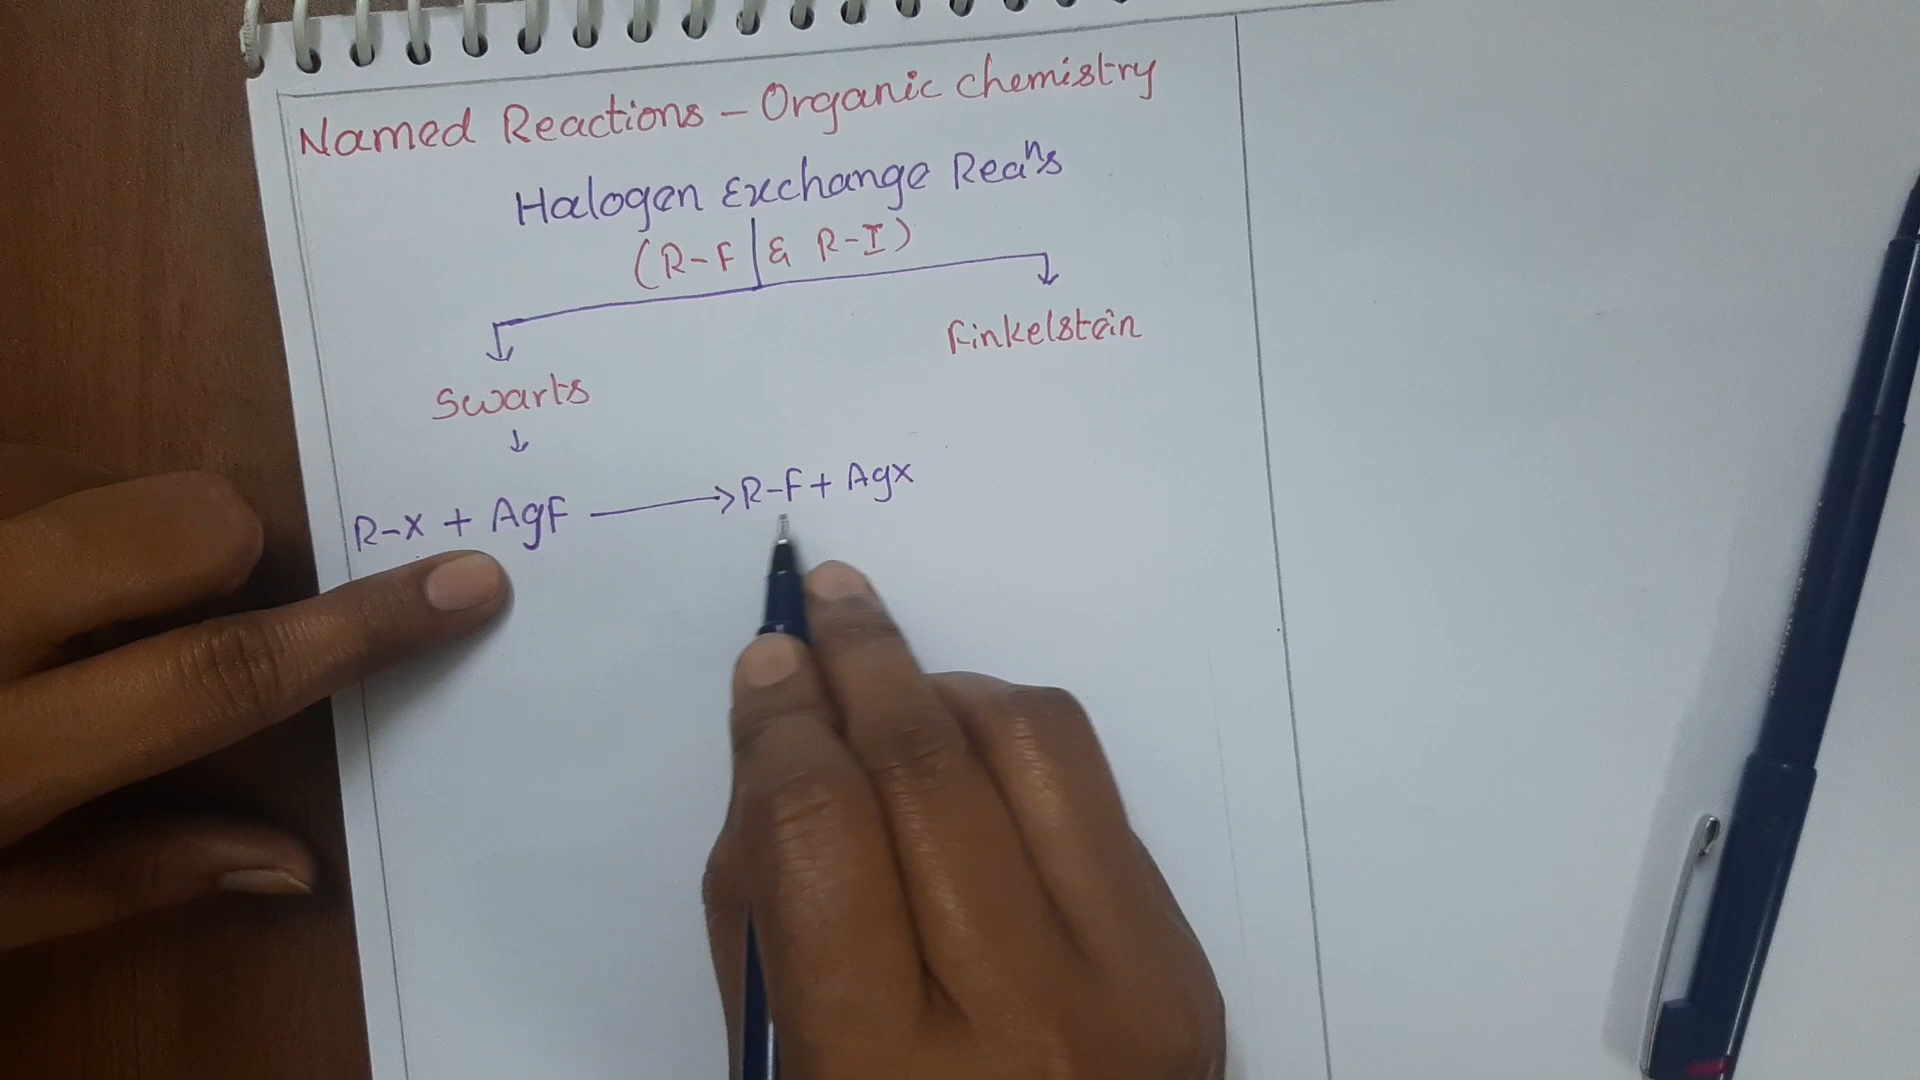 Named Reactions - Organic chemistry
Halogen Exchange Reaⁿs
(R-F & R-I)
Finkelstein
Swarts
↓
R-X + AgF ⟶ R-F + AgX